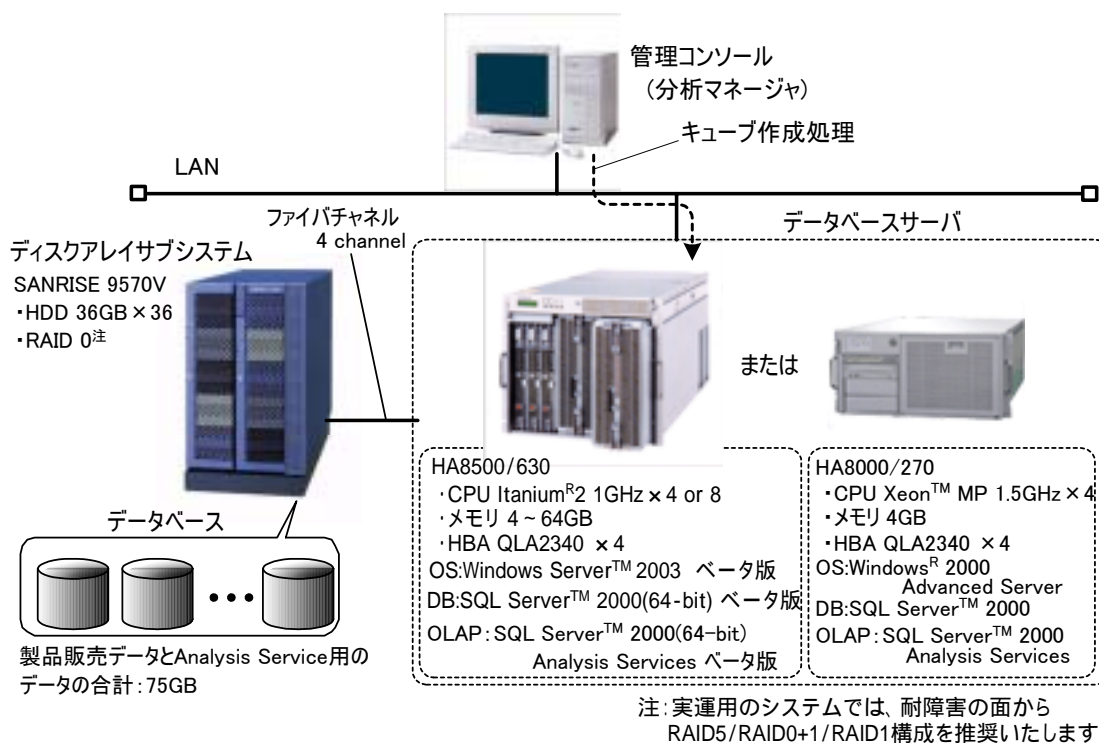 管理コンソール
(分析マネージャ)
キューブ作成処理
LAN
ファイバチャネル
4 channel
データベースサーバ
ディスクアレイサブシステム
SANRISE 9570V
・HDD 36GB×36
・RAID 0注
または
HA8500/630
・CPU ItaniumR2 1GHz×4 or 8
・メモリ 4~64GB
・HBA QLA2340 ×4
OS:Windows ServerTM 2003 ベータ版
DB:SQL ServerTM 2000(64-bit) ベータ版
OLAP:SQL ServerTM 2000(64-bit)
Analysis Services ベータ版
HA8000/270
・CPU XeonTM MP 1.5GHz×4
・メモリ 4GB
・HBA QLA2340 ×4
OS:WindowsR 2000
Advanced Server
DB:SQL ServerTM 2000
OLAP:SQL ServerTM 2000
Analysis Services
データベース
製品販売データとAnalysis Service用の
データの合計:75GB
注:実運用のシステムでは、耐障害の面から
RAID5/RAID0+1/RAID1構成を推奨いたします